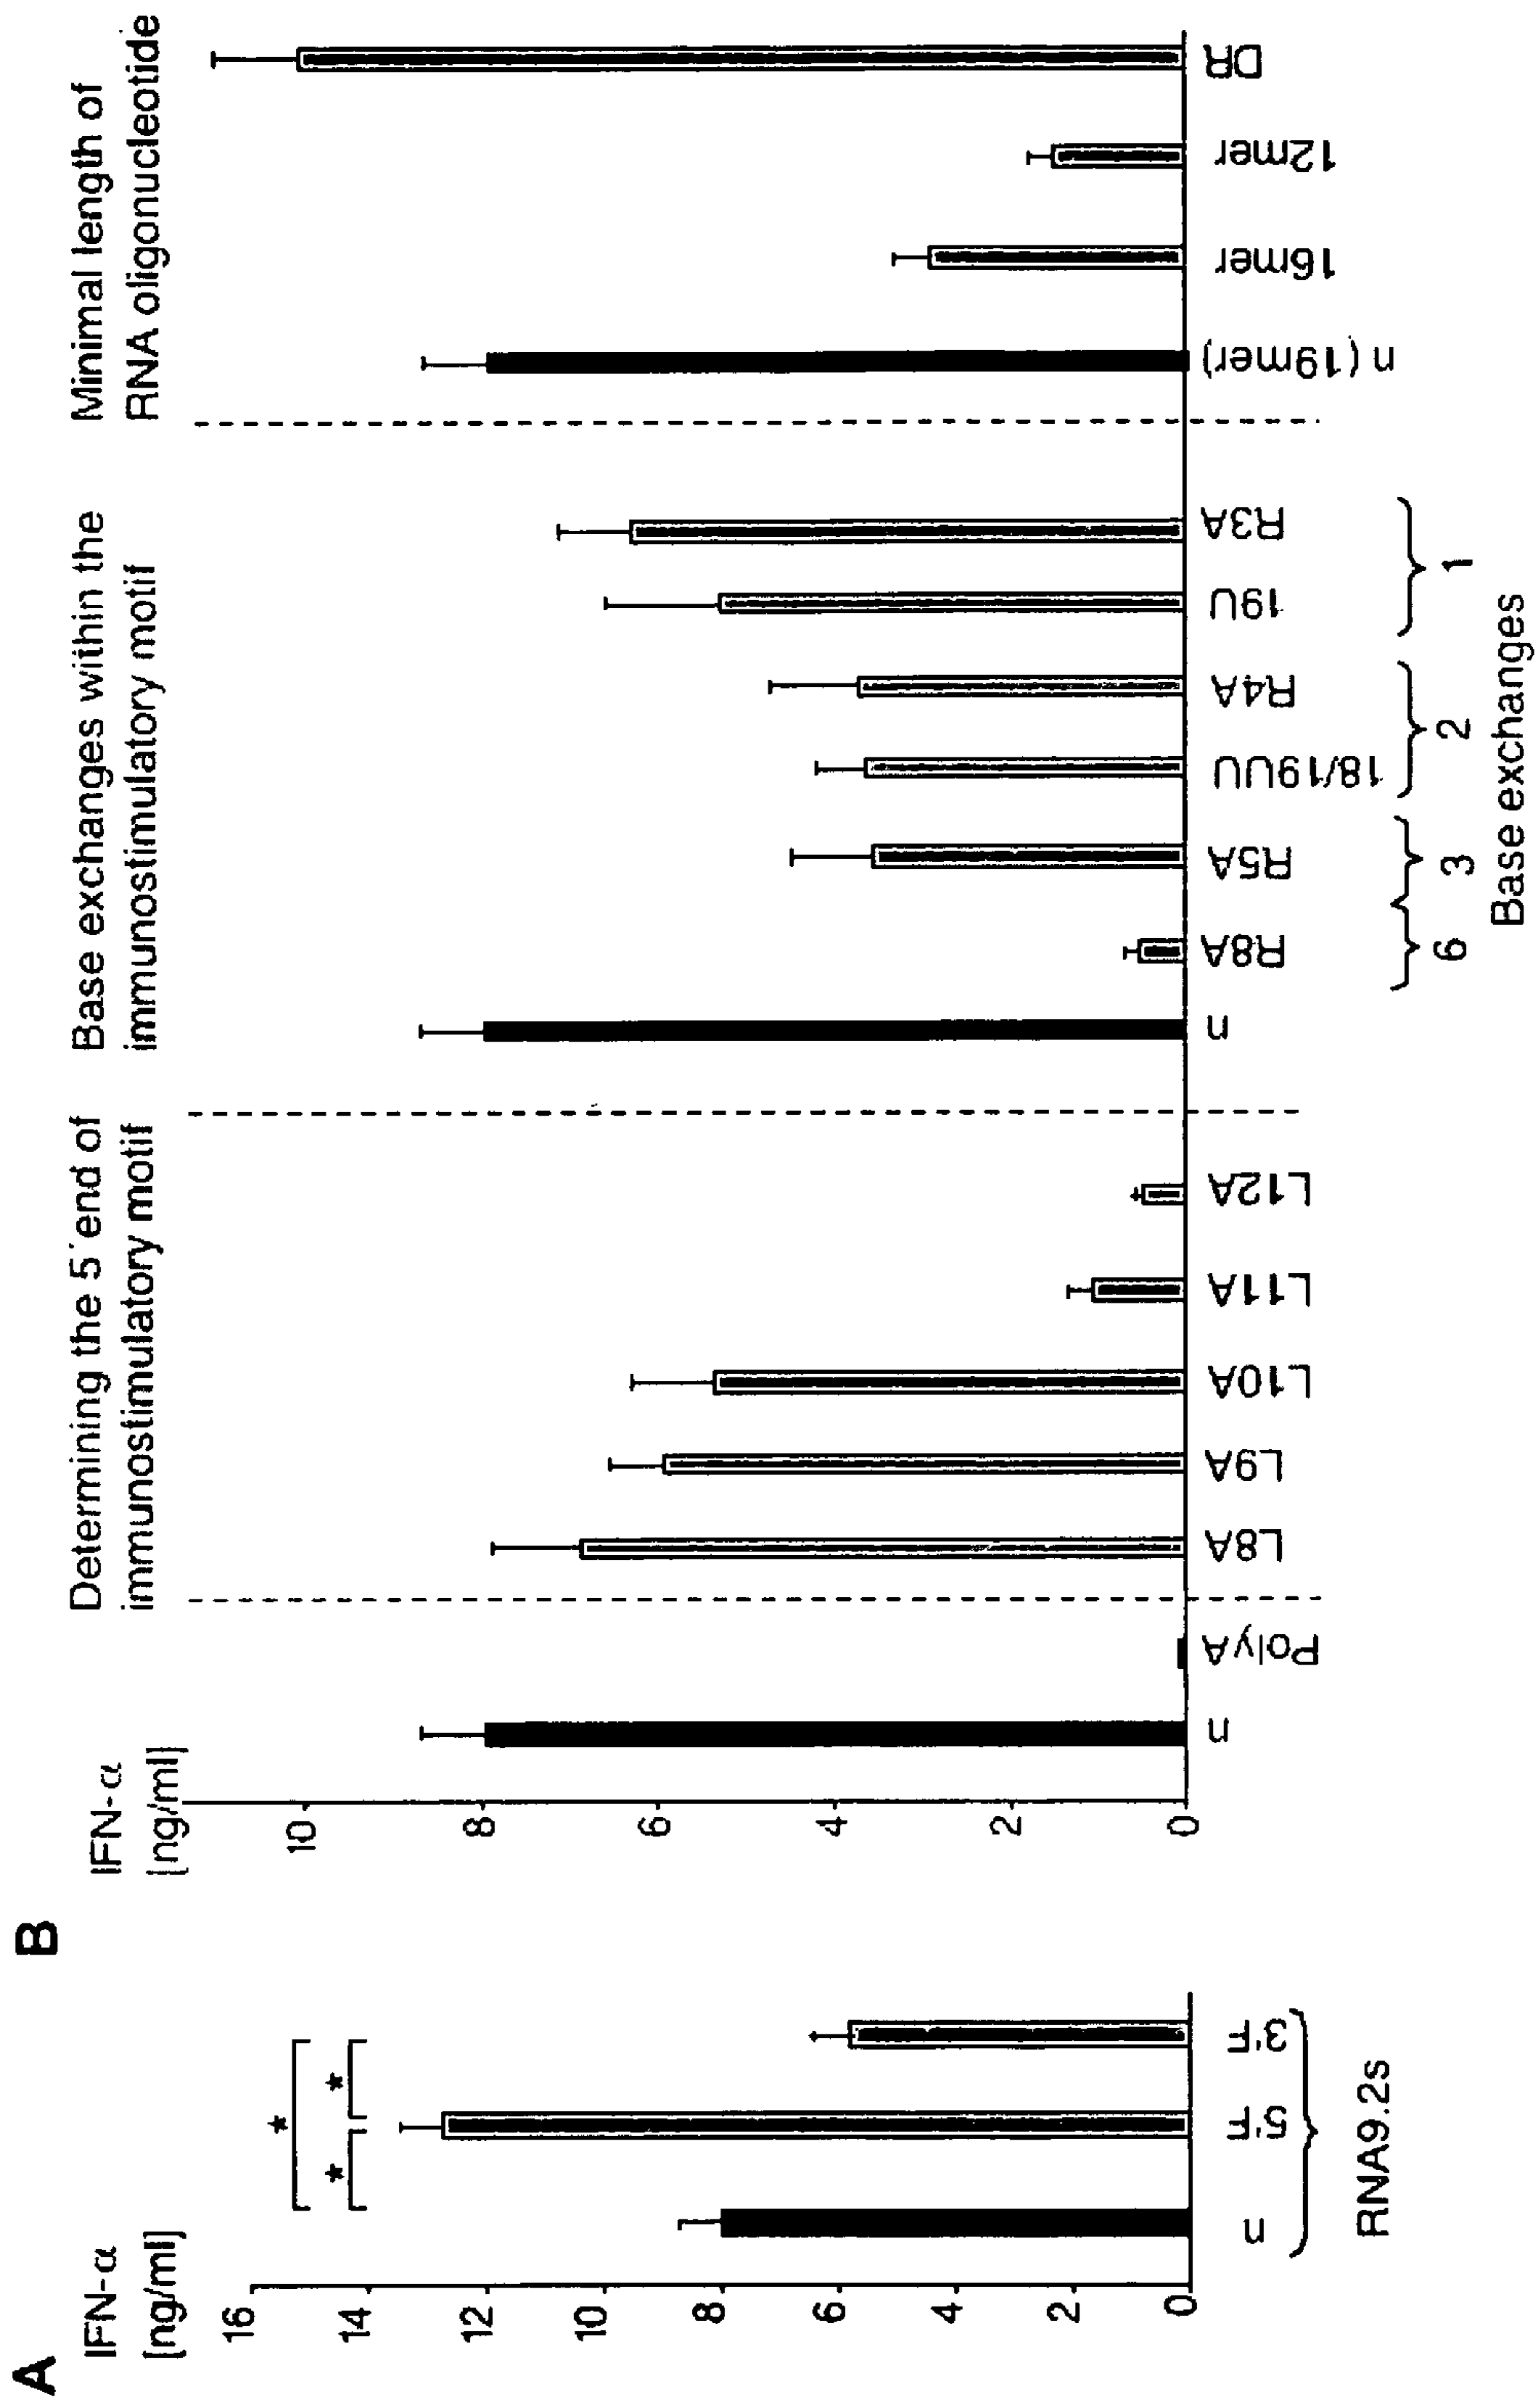 A
IFN-α
[ng/ml]
16
14
12
10
8
6
4
2
0
*
*
*
n
5'T
3'T
RNA9.2s
B
IFN-α
[ng/ml]
10
8
6
4
2
0
Determining the 5´end of
immunostimulatory motif
Base exchanges within the
immunostimulatory motif
Minimal length of
RNA oligonucleotide
n
PolyA
L8A
L9A
L10A
L11A
L12A
n
R8A
R5A
18/19UU
R4A
19U
R3A
n (19mer)
16mer
12mer
DR
6
3
2
1
Base exchanges